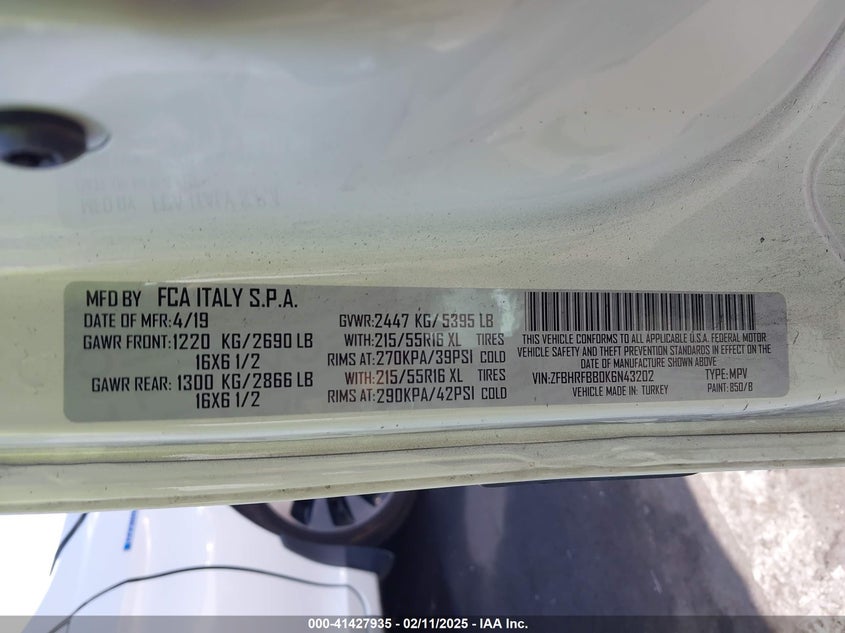 MFD BY FCA ITALY S.P.A.
DATE OF MFR:4/19 GVWR:2447 KG/5395 LB
GAWR FRONT:1220 KG/2690 LB WITH:215/55R16 XL TIRES
16X6 1/2 RIMS AT:270KPA/39PSI COLD
GAWR REAR:1300 KG/2866 LB WITH:215/55R16 XL TIRES
16X6 1/2 RIMS AT:290KPA/42PSI COLD
THIS VEHICLE CONFORMS TO ALL APPLICABLE U.S.A. FEDERAL MOTOR
VEHICLE SAFETY AND THEFT PREVENTION STANDARDS IN EFFECT ON
DATE OF MANUFACTURE SHOWN ABOVE
VIN:ZFBHRFBB0K6N43202 TYPE:MPV
VEHICLE MADE IN: TURKEY PAINT:850/B
000-41427935 - 02/11/2025 - IAA Inc.